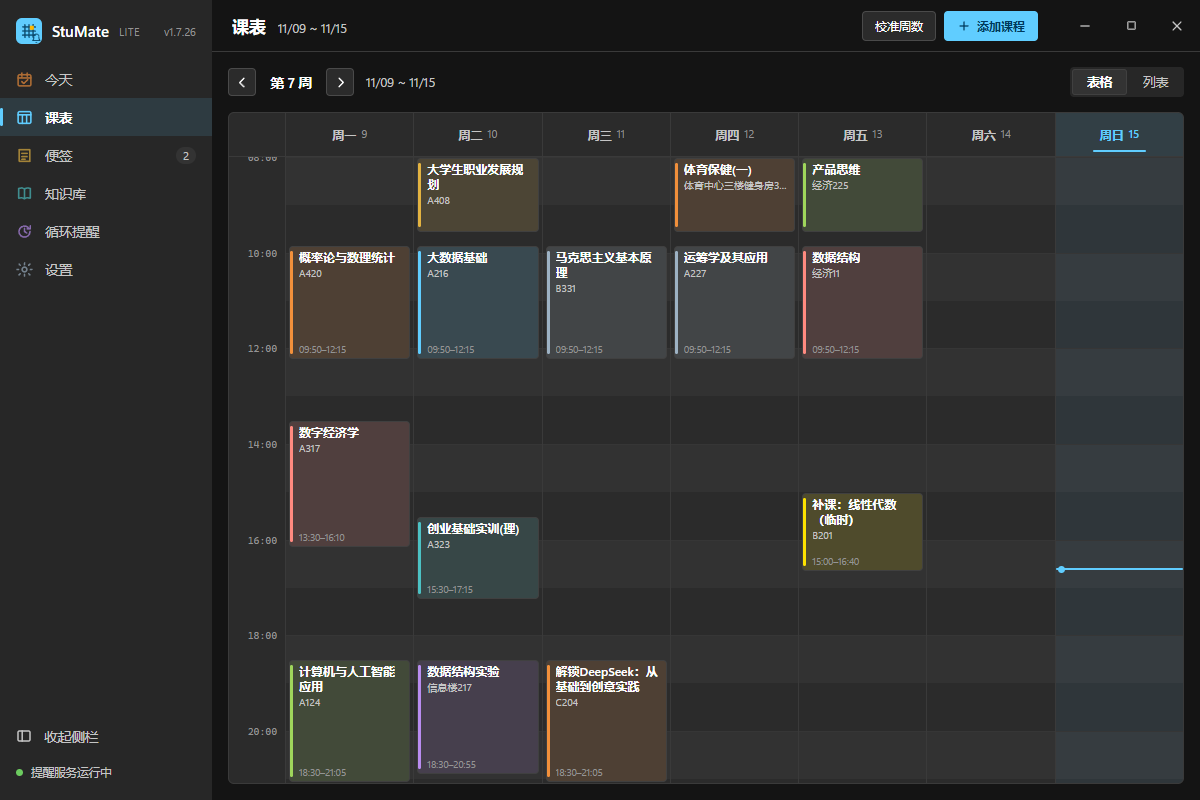 StuMate LITE v1.7.26
今天
课表
便签 2
知识库
循环提醒
设置
收起侧栏
提醒服务运行中
课表 11/09 ~ 11/15
校准周数
+ 添加课程
第 7 周
11/09 ~ 11/15
表格
列表
周一 9
周二 10
周三 11
周四 12
周五 13
周六 14
周日 15
08:00
10:00
12:00
14:00
16:00
18:00
20:00
概率论与数理统计
A420
09:50–12:15
数字经济学
A317
13:30–16:10
计算机与人工智能
应用
A124
18:30–21:05
大学生职业发展规
划
A408
大数据基础
A216
09:50–12:15
创业基础实训(理)
A323
15:30–17:15
数据结构实验
信息楼217
18:30–20:55
马克思主义基本原
理
B331
09:50–12:15
解锁DeepSeek：从
基础到创意实践
C204
18:30–21:05
体育保健(一)
体育中心三楼健身房3...
运筹学及其应用
A227
09:50–12:15
产品思维
经济225
数据结构
经济11
09:50–12:15
补课：线性代数
（临时）
B201
15:00–16:40